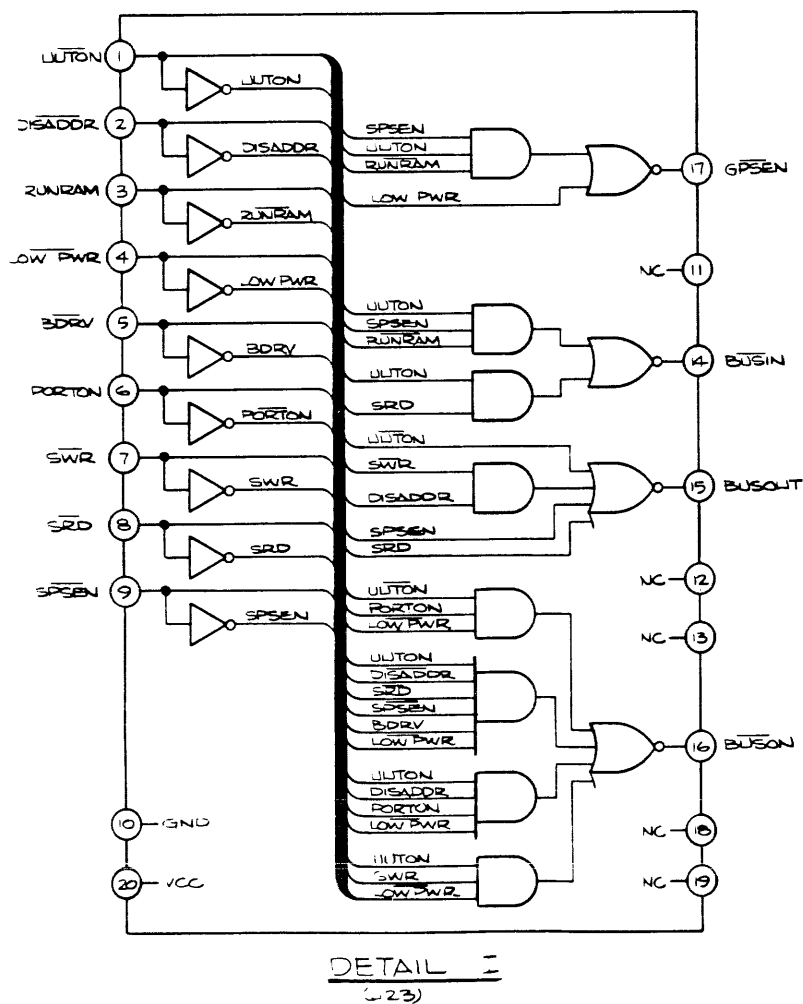 UUTON 1
UUTON
DISADDR 2
DISADDR
SPSEN
UUTON
RUNRAM
17 GPSEN
RUNRAM 3
RUNRAM
LOW PWR
LOW PWR 4
LOW PWR
NC 11
BDRV 5
BDRV
UUTON
SPSEN
RUNRAM
UUTON
SRD
14 BUSIN
PORTON 6
PORTON
SWR 7
SWR
UUTON
SWR
DISADDR
SPSEN
SRD
15 BUSOUT
SRD 8
SRD
SPSEN 9
SPSEN
NC 12
NC 13
UUTON
PORTON
LOW PWR
UUTON
DISADDR
SRD
SPSEN
BDRV
LOW PWR
UUTON
DISADDR
PORTON
LOW PWR
UUTON
SWR
LOW PWR
16 BUSON
10 GND
20 VCC
NC 18
NC 19
DETAIL I
(U23)